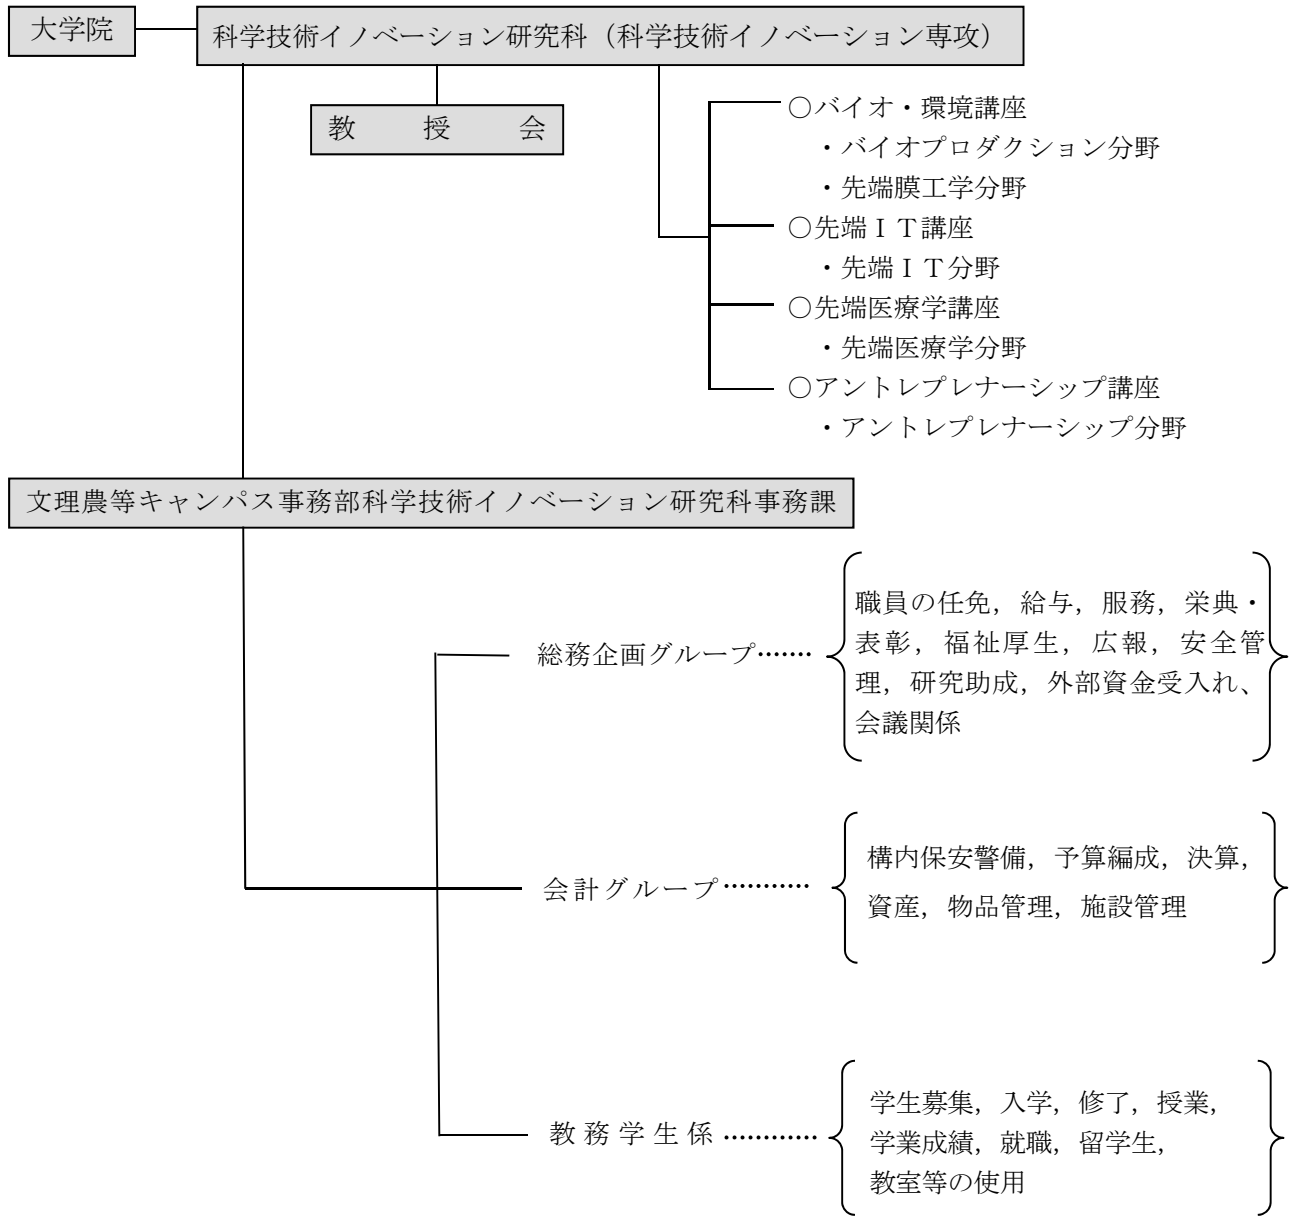 大学院
科学技術イノベーション研究科（科学技術イノベーション専攻）
教　授　会
○バイオ・環境講座
・バイオプロダクション分野
・先端膜工学分野
○先端ＩＴ講座
・先端ＩＴ分野
○先端医療学講座
・先端医療学分野
○アントレプレナーシップ講座
・アントレプレナーシップ分野
文理農等キャンパス事務部科学技術イノベーション研究科事務課
総務企画グループ·······
職員の任免，給与，服務，栄典・
表彰，福祉厚生，広報，安全管
理，研究助成，外部資金受入れ、
会議関係
会計グループ···········
構内保安警備，予算編成，決算，
資産，物品管理，施設管理
教務学生係············
学生募集，入学，修了，授業，
学業成績，就職，留学生，
教室等の使用